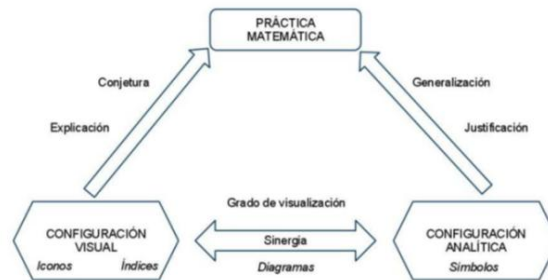 PRÁCTICA
MATEMÁTICA
Conjetura
Generalización
Explicación
Justificación
Grado de visualización
CONFIGURACIÓN
VISUAL
Sinergia
CONFIGURACIÓN
ANALÍTICA
Iconos Índices
Diagramas
Símbolos